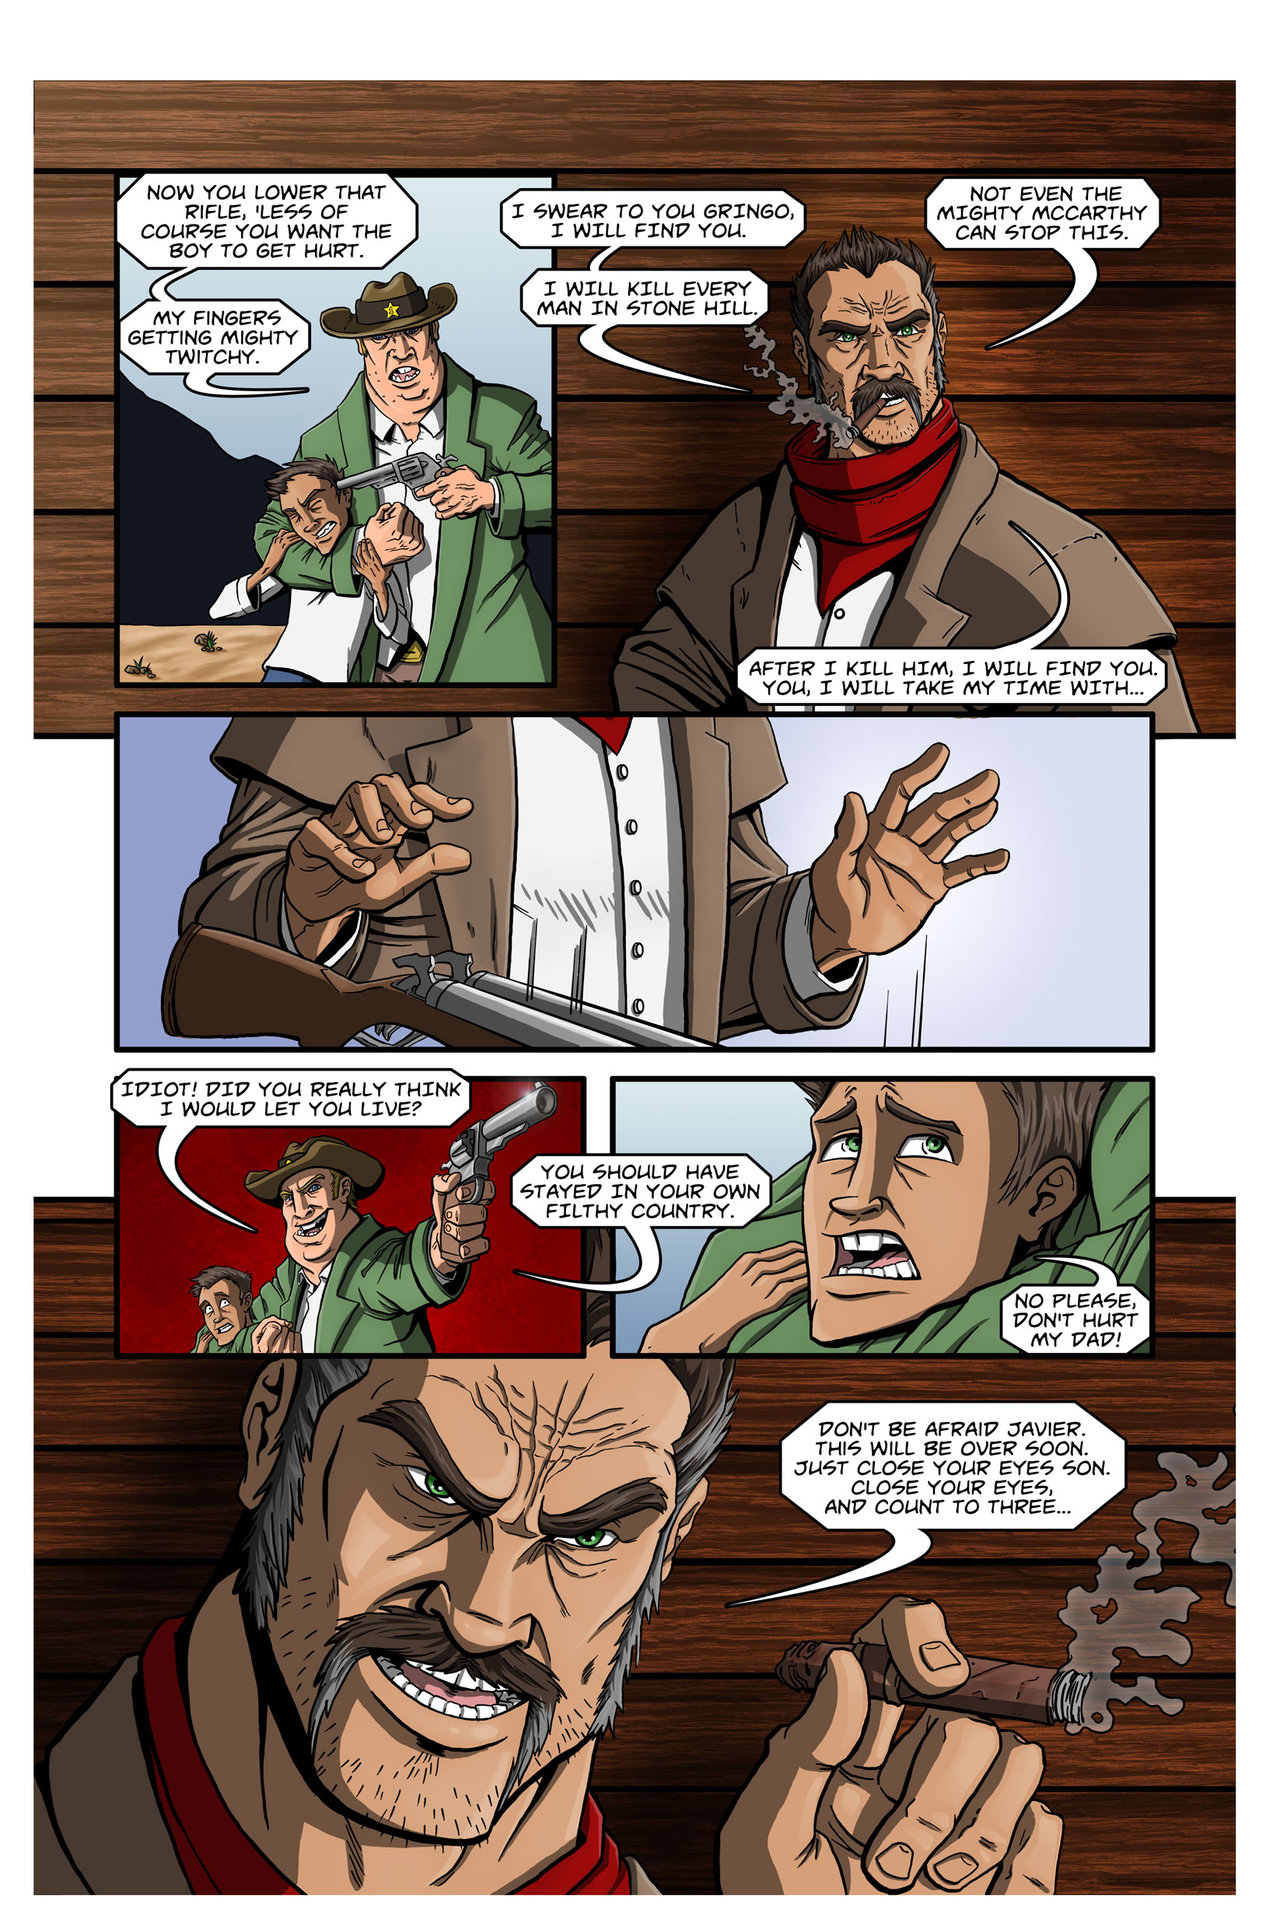 NOW YOU LOWER THAT
RIFLE, 'LESS OF
COURSE YOU WANT THE
BOY TO GET HURT.
MY FINGERS
GETTING MIGHTY
TWITCHY.
I SWEAR TO YOU GRINGO,
I WILL FIND YOU.
I WILL KILL EVERY
MAN IN STONE HILL.
NOT EVEN THE
MIGHTY MCCARTHY
CAN STOP THIS.
AFTER I KILL HIM, I WILL FIND YOU.
YOU, I WILL TAKE MY TIME WITH...
IDIOT! DID YOU REALLY THINK
I WOULD LET YOU LIVE?
YOU SHOULD HAVE
STAYED IN YOUR OWN
FILTHY COUNTRY.
NO PLEASE,
DON'T HURT
MY DAD!
DON'T BE AFRAID JAVIER.
THIS WILL BE OVER SOON.
JUST CLOSE YOUR EYES SON.
CLOSE YOUR EYES,
AND COUNT TO THREE...